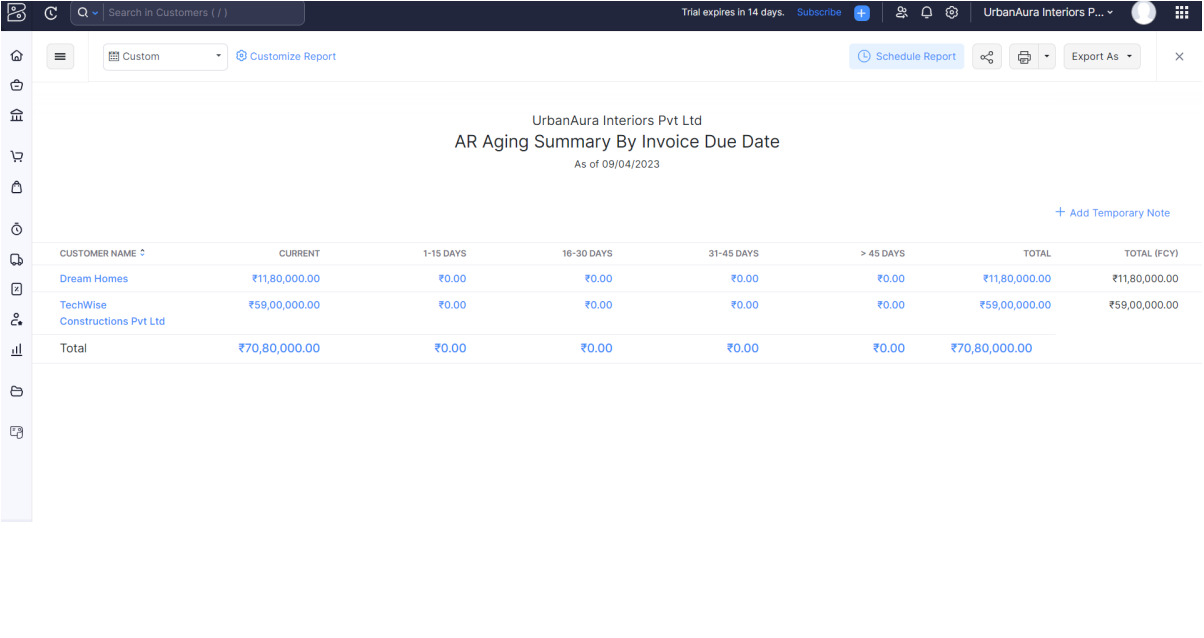 Search in Customers ( / )
Trial expires in 14 days. Subscribe
UrbanAura Interiors P...
Custom
Customize Report
Schedule Report
Export As
UrbanAura Interiors Pvt Ltd
AR Aging Summary By Invoice Due Date
As of 09/04/2023
Add Temporary Note
CUSTOMER NAME CURRENT 1-15 DAYS 16-30 DAYS 31-45 DAYS > 45 DAYS TOTAL TOTAL (FCY)
Dream Homes ₹11,80,000.00 ₹0.00 ₹0.00 ₹0.00 ₹0.00 ₹11,80,000.00 ₹11,80,000.00
TechWise ₹59,00,000.00 ₹0.00 ₹0.00 ₹0.00 ₹0.00 ₹59,00,000.00 ₹59,00,000.00
Constructions Pvt Ltd
Total ₹70,80,000.00 ₹0.00 ₹0.00 ₹0.00 ₹0.00 ₹70,80,000.00